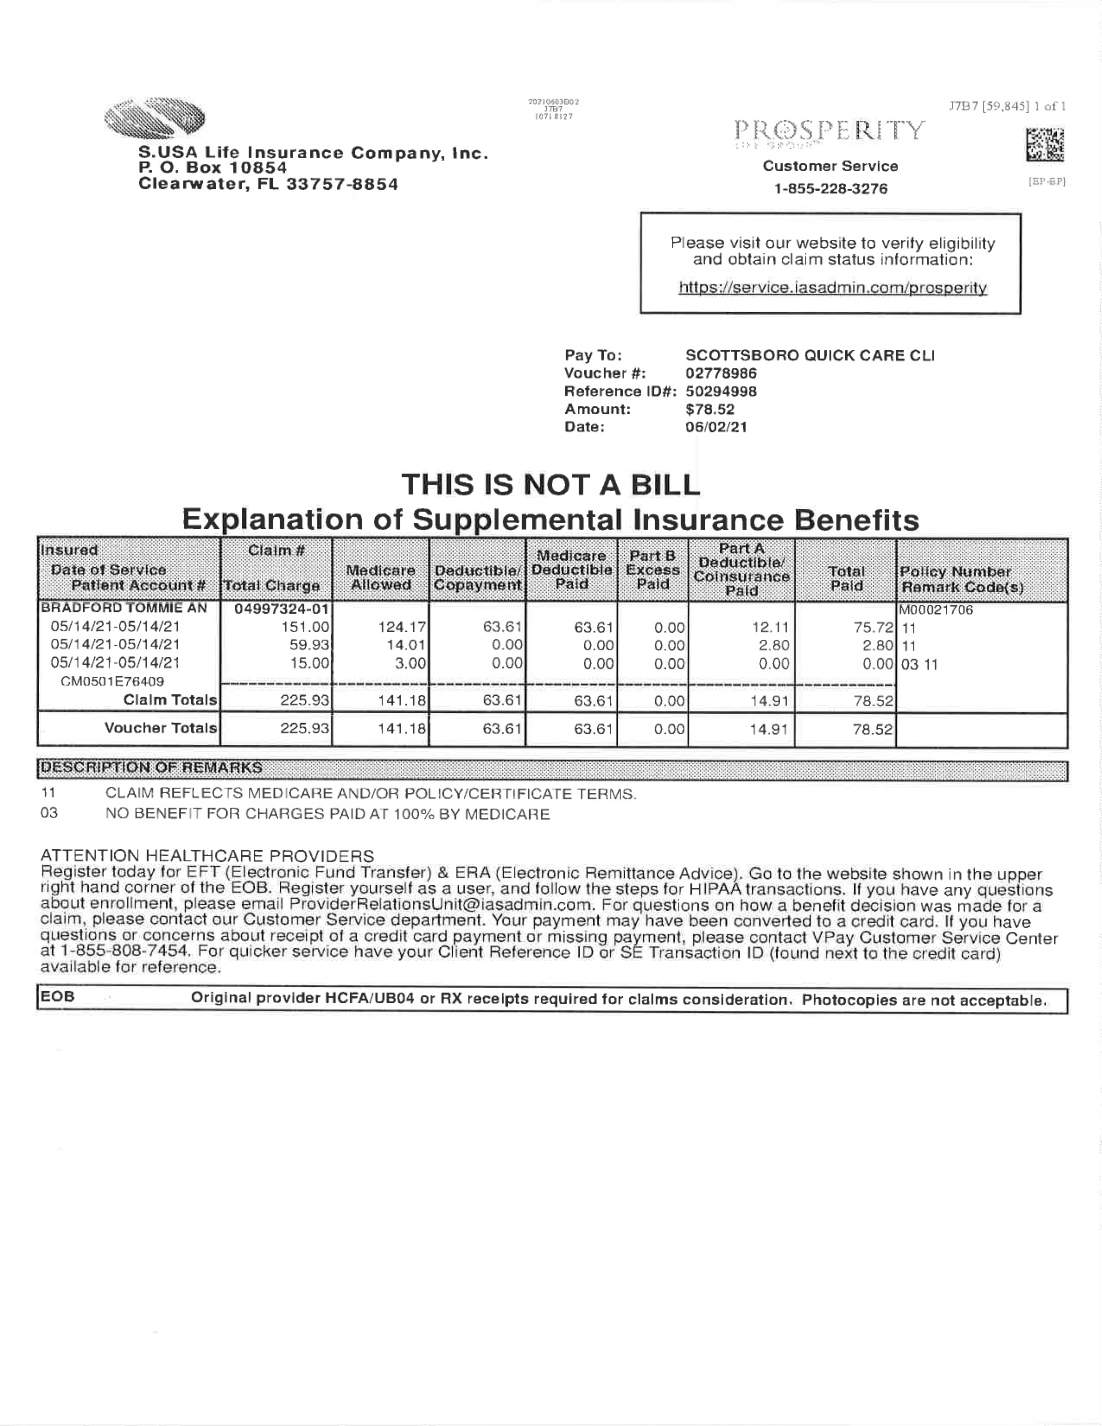 20210603B02
J7B7
J7B7 [59,845] 1 of 1
PROSPERITY
LIFE GROUP
S.USA Life Insurance Company, Inc.
P. O. Box 10854
Clearwater, FL 33757-8854
Customer Service
1-855-228-3276
[BP-BP]
Please visit our website to verify eligibility
and obtain claim status information:
https://service.iasadmin.com/prosperity
Pay To: SCOTTSBORO QUICK CARE CLI
Voucher #: 02778986
Reference ID#: 50294998
Amount: $78.52
Date: 06/02/21
THIS IS NOT A BILL
Explanation of Supplemental Insurance Benefits
Insured Date of Service Patient Account # | Claim # Total Charge | Medicare Allowed | Deductible/ Copayment | Medicare Deductible Paid | Part B Excess Paid | Part A Deductible/ Coinsurance Paid | Total Paid | Policy Number Remark Code(s)
BRADFORD TOMMIE AN 04997324-01 M00021706
05/14/21-05/14/21 151.00 124.17 63.61 63.61 0.00 12.11 75.72 11
05/14/21-05/14/21 59.93 14.01 0.00 0.00 0.00 2.80 2.80 11
05/14/21-05/14/21 15.00 3.00 0.00 0.00 0.00 0.00 0.00 03 11
CM0501E76409
Claim Totals 225.93 141.18 63.61 63.61 0.00 14.91 78.52
Voucher Totals 225.93 141.18 63.61 63.61 0.00 14.91 78.52
DESCRIPTION OF REMARKS
11 CLAIM REFLECTS MEDICARE AND/OR POLICY/CERTIFICATE TERMS.
03 NO BENEFIT FOR CHARGES PAID AT 100% BY MEDICARE
ATTENTION HEALTHCARE PROVIDERS
Register today for EFT (Electronic Fund Transfer) & ERA (Electronic Remittance Advice). Go to the website shown in the upper
right hand corner of the EOB. Register yourself as a user, and follow the steps for HIPAA transactions. If you have any questions
about enrollment, please email ProviderRelationsUnit@iasadmin.com. For questions on how a benefit decision was made for a
claim, please contact our Customer Service department. Your payment may have been converted to a credit card. If you have
questions or concerns about receipt of a credit card payment or missing payment, please contact VPay Customer Service Center
at 1-855-808-7454. For quicker service have your Client Reference ID or SE Transaction ID (found next to the credit card)
available for reference.
EOB Original provider HCFA/UB04 or RX receipts required for claims consideration. Photocopies are not acceptable.